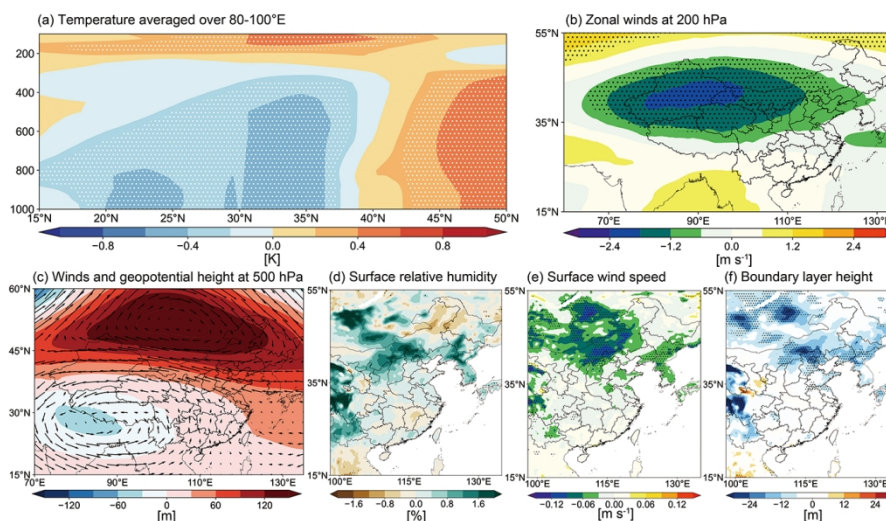 (a) Temperature averaged over 80-100°E
200
400
600
800
1000
15°N 20°N 25°N 30°N 35°N 40°N 45°N 50°N
−0.8 −0.4 0.0 0.4 0.8
[K]
(b) Zonal winds at 200 hPa
55°N
35°N
15°N
70°E 90°E 110°E 130°E
−2.4 −1.2 0.0 1.2 2.4
[m s⁻¹]
(c) Winds and geopotential height at 500 hPa
60°N
45°N
30°N
15°N
70°E 85°E 100°E 115°E 130°E
−120 −60 0 60 120
[m]
(d) Surface relative humidity
55°N
35°N
15°N
100°E 115°E 130°E
−1.6 −0.8 0.0 0.8 1.6
[%]
(e) Surface wind speed
55°N
35°N
15°N
100°E 115°E 130°E
−0.12 −0.06 0.00 0.06 0.12
[m s⁻¹]
(f) Boundary layer height
55°N
35°N
15°N
100°E 115°E 130°E
−24 −12 0 12 24
[m]